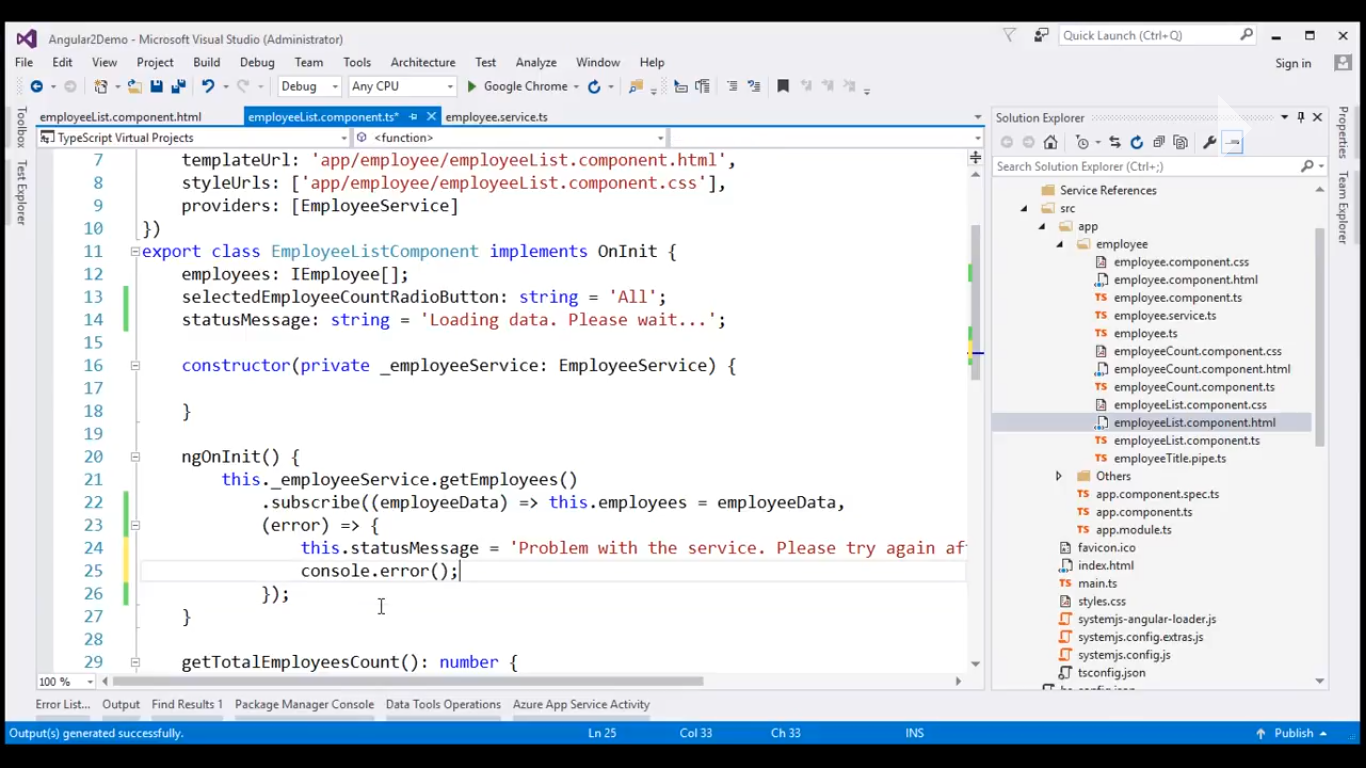 Angular2Demo - Microsoft Visual Studio (Administrator)
Quick Launch (Ctrl+Q)
File Edit View Project Build Debug Team Tools Architecture Test Analyze Window Help
Sign in
Debug Any CPU Google Chrome
employeeList.component.html employeeList.component.ts* employee.service.ts
TypeScript Virtual Projects <function>
Toolbox
Test Explorer
7 templateUrl: 'app/employee/employeeList.component.html',
8 styleUrls: ['app/employee/employeeList.component.css'],
9 providers: [EmployeeService]
10 })
11 export class EmployeeListComponent implements OnInit {
12 employees: IEmployee[];
13 selectedEmployeeCountRadioButton: string = 'All';
14 statusMessage: string = 'Loading data. Please wait...';
15
16 constructor(private _employeeService: EmployeeService) {
17
18 }
19
20 ngOnInit() {
21 this._employeeService.getEmployees()
22 .subscribe((employeeData) => this.employees = employeeData,
23 (error) => {
24 this.statusMessage = 'Problem with the service. Please try again af
25 console.error();
26 });
27 }
28
29 getTotalEmployeesCount(): number {
100 %
Solution Explorer
Search Solution Explorer (Ctrl+;)
Service References
src
app
employee
employee.component.css
employee.component.html
employee.component.ts
employee.service.ts
employee.ts
employeeCount.component.css
employeeCount.component.html
employeeCount.component.ts
employeeList.component.css
employeeList.component.html
employeeList.component.ts
employeeTitle.pipe.ts
Others
app.component.spec.ts
app.component.ts
app.module.ts
favicon.ico
index.html
main.ts
styles.css
systemjs-angular-loader.js
systemjs.config.extras.js
systemjs.config.js
tsconfig.json
Properties
Team Explorer
Error List... Output Find Results 1 Package Manager Console Data Tools Operations Azure App Service Activity
Output(s) generated successfully. Ln 25 Col 33 Ch 33 INS Publish